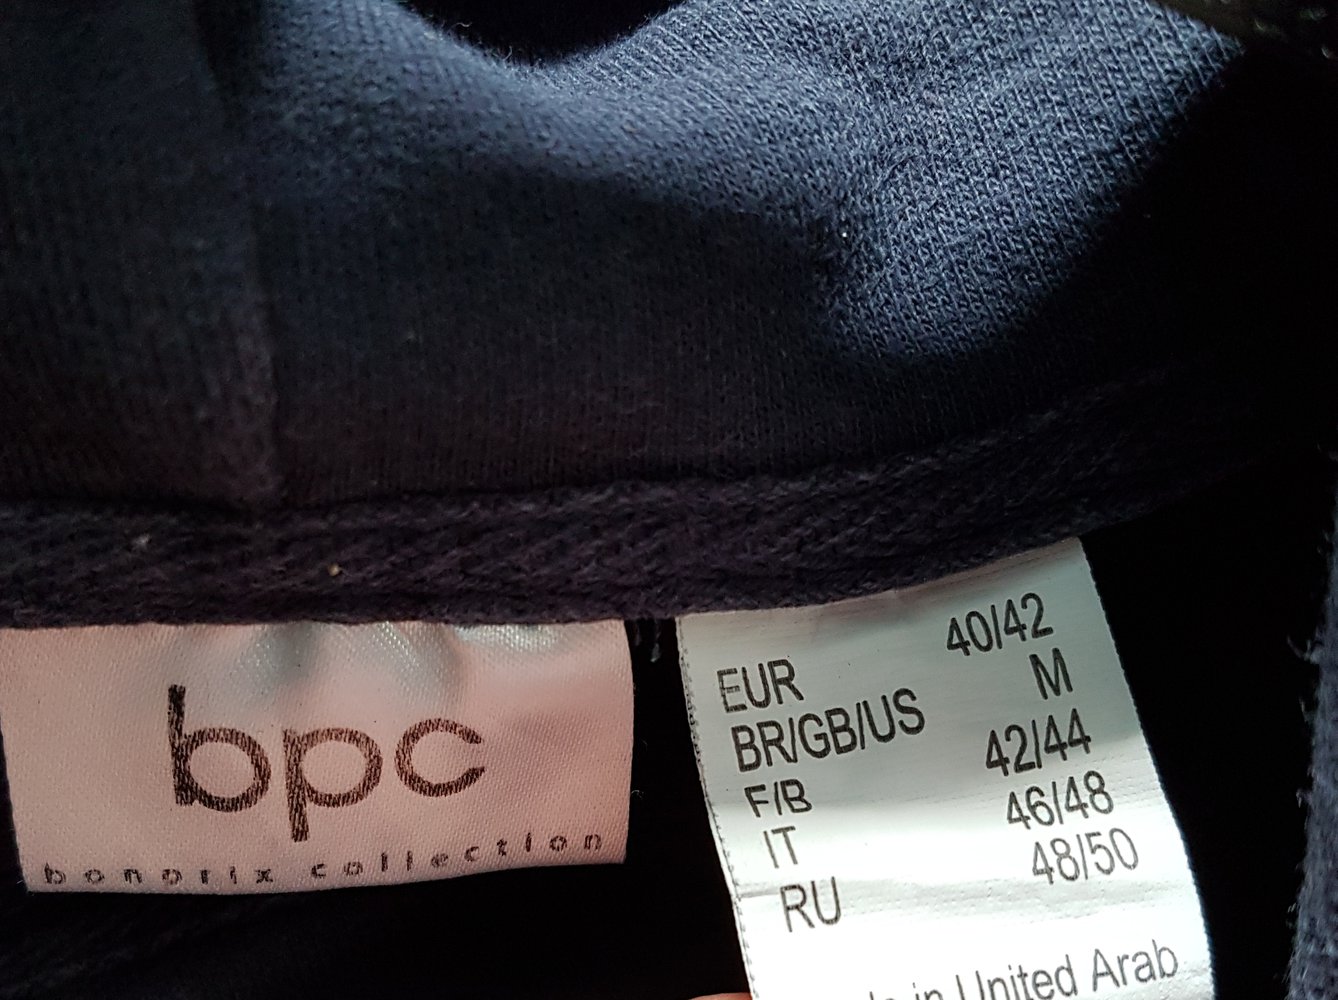 bpc
bonprix collection
EUR 40/42
BR/GB/US M
F/B 42/44
IT 46/48
RU 48/50
in United Arab